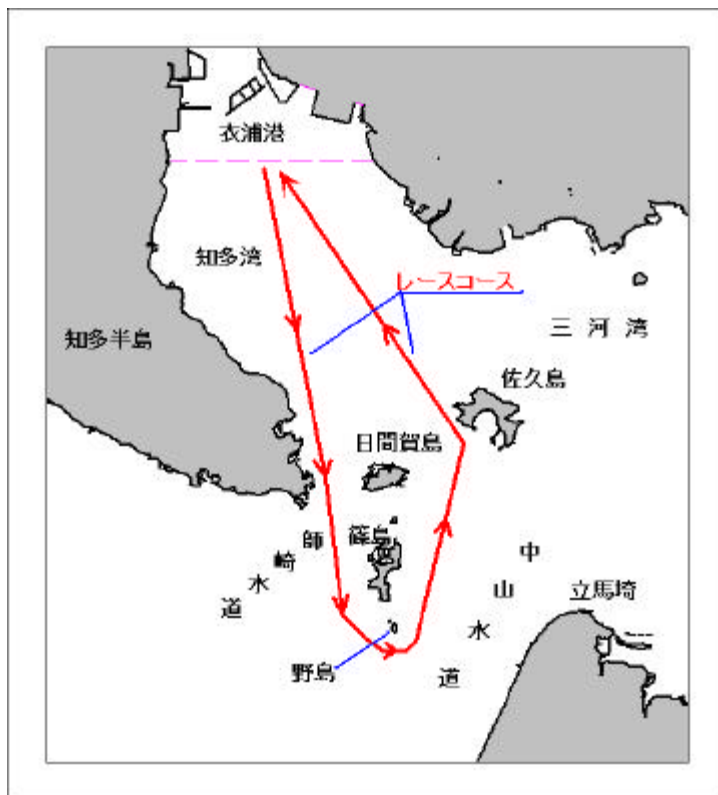 衣浦港
知多湾
レースコース
三河湾
知多半島
佐久島
日間賀島
篠島
師崎水道
中山水道
立馬埼
野島